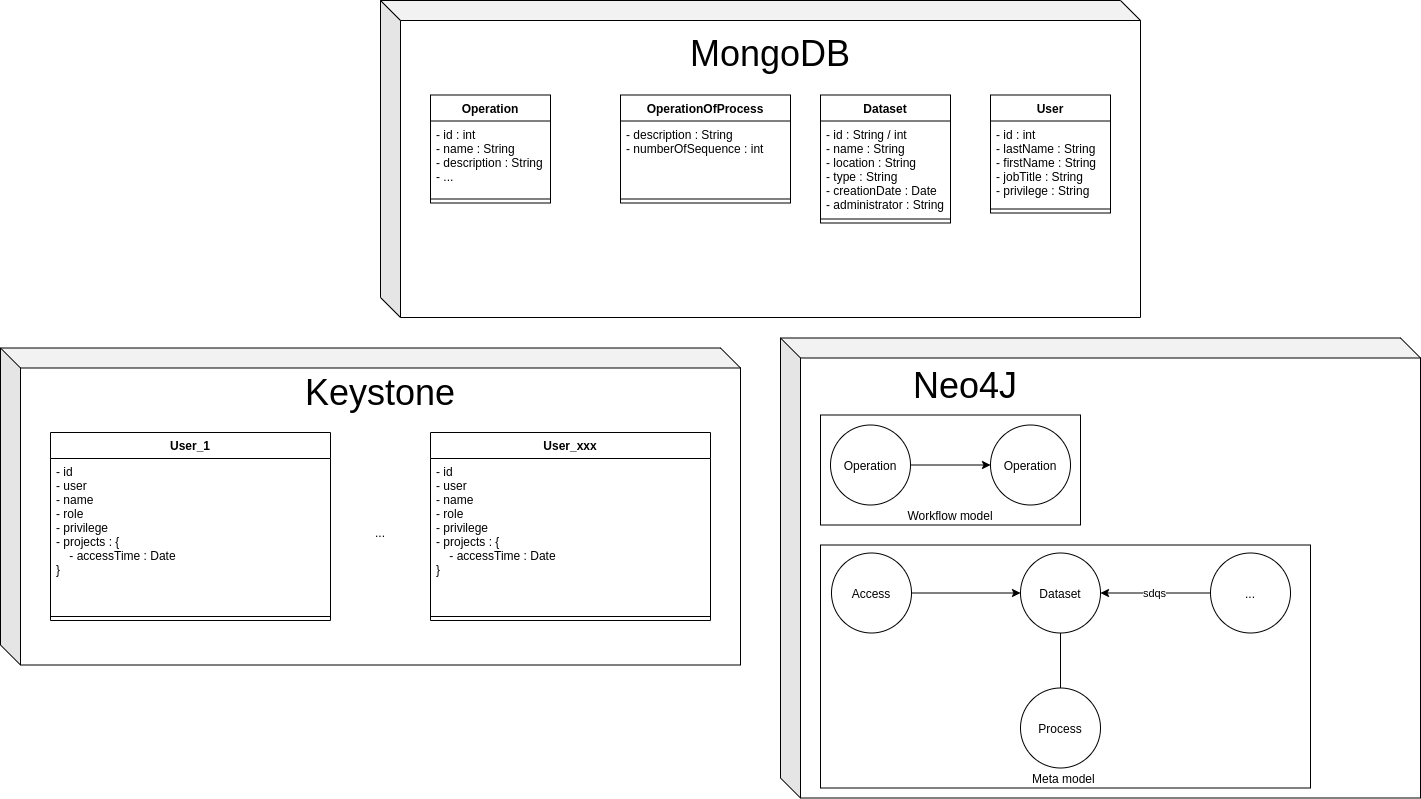 MongoDB
Operation
- id : int
- name : String
- description : String
- ...
OperationOfProcess
- description : String
- numberOfSequence : int
Dataset
- id : String / int
- name : String
- location : String
- type : String
- creationDate : Date
- administrator : String
User
- id : int
- lastName : String
- firstName : String
- jobTitle : String
- privilege : String
Keystone
User_1
- id
- user
- name
- role
- privilege
- projects : {
- accessTime : Date
}
...
User_xxx
- id
- user
- name
- role
- privilege
- projects : {
- accessTime : Date
}
Neo4J
Operation
Operation
Workflow model
Access
Dataset
sdqs
...
Process
Meta model